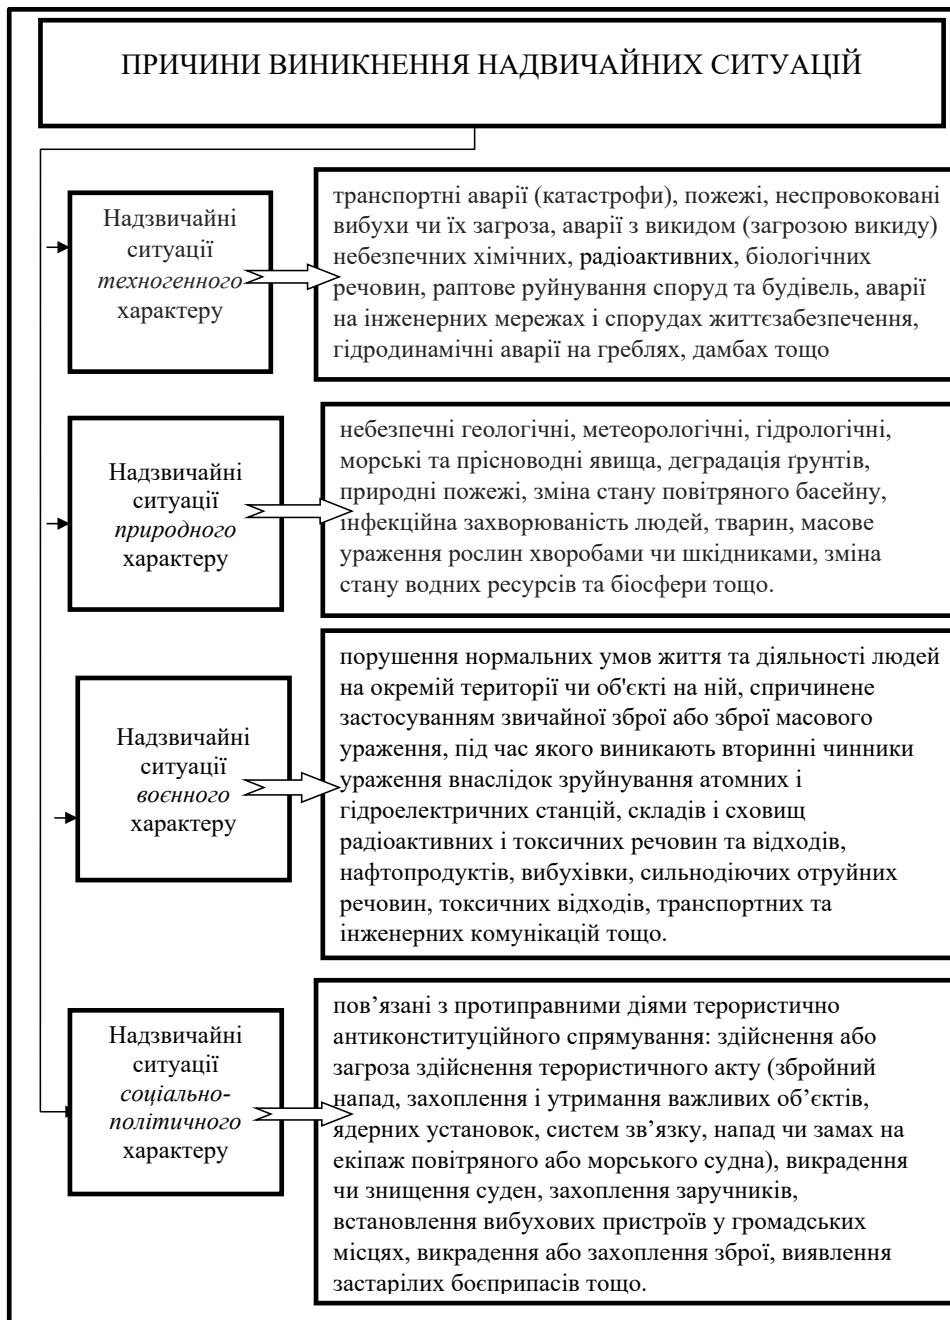 ПРИЧИНИ ВИНИКНЕННЯ НАДВИЧАЙНИХ СИТУАЦІЙ
Надзвичайні
ситуації
техногенного
характеру
транспортні аварії (катастрофи), пожежі, неспровоковані
вибухи чи їх загроза, аварії з викидом (загрозою викиду)
небезпечних хімічних, радіоактивних, біологічних
речовин, раптове руйнування споруд та будівель, аварії
на інженерних мережах і спорудах життєзабезпечення,
гідродинамічні аварії на греблях, дамбах тощо
Надзвичайні
ситуації
природного
характеру
небезпечні геологічні, метеорологічні, гідрологічні,
морські та прісноводні явища, деградація ґрунтів,
природні пожежі, зміна стану повітряного басейну,
інфекційна захворюваність людей, тварин, масове
ураження рослин хворобами чи шкідниками, зміна
стану водних ресурсів та біосфери тощо.
Надзвичайні
ситуації
воєнного
характеру
порушення нормальних умов життя та діяльності людей
на окремій території чи об'єкті на ній, спричинене
застосуванням звичайної зброї або зброї масового
ураження, під час якого виникають вторинні чинники
ураження внаслідок зруйнування атомних і
гідроелектричних станцій, складів і сховищ
радіоактивних і токсичних речовин та відходів,
нафтопродуктів, вибухівки, сильнодіючих отруйних
речовин, токсичних відходів, транспортних та
інженерних комунікацій тощо.
Надзвичайні
ситуації
соціально-
політичного
характеру
пов’язані з протиправними діями терористично
антиконституційного спрямування: здійснення або
загроза здійснення терористичного акту (збройний
напад, захоплення і утримання важливих об’єктів,
ядерних установок, систем зв’язку, напад чи замах на
екіпаж повітряного або морського судна), викрадення
чи знищення суден, захоплення заручників,
встановлення вибухових пристроїв у громадських
місцях, викрадення або захоплення зброї, виявлення
застарілих боєприпасів тощо.